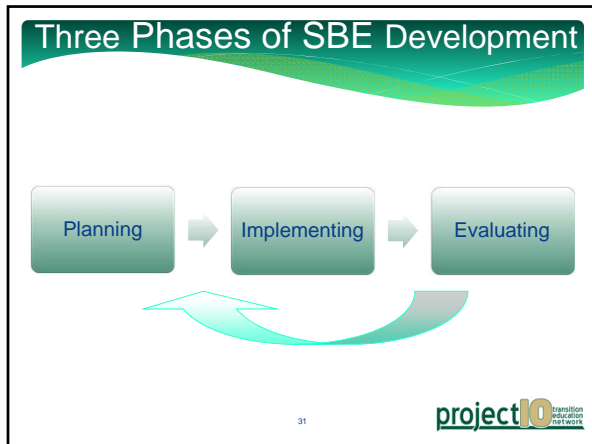 Three Phases of SBE Development
Planning
Implementing
Evaluating
31
project10 transition education network